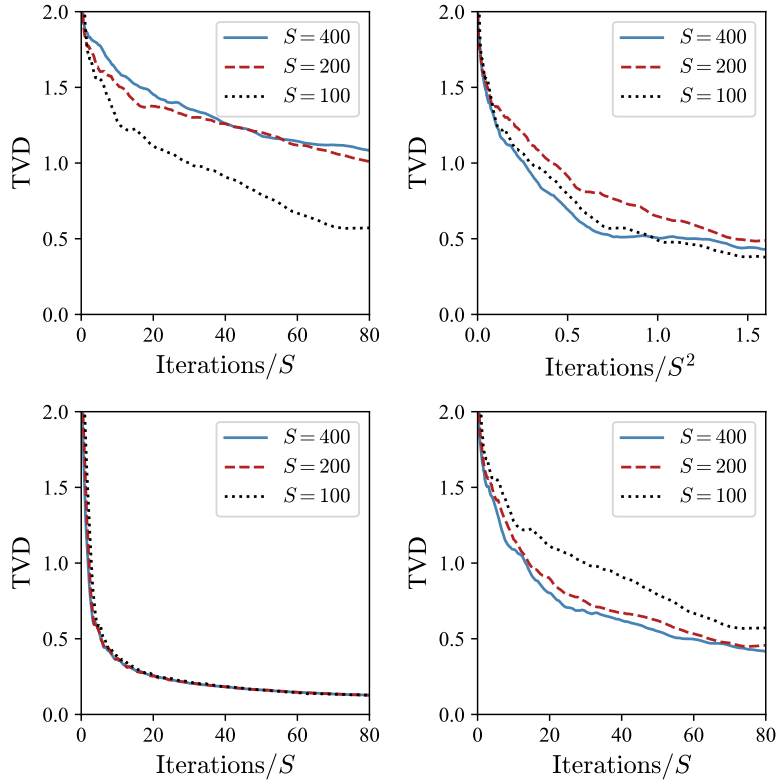 2.0
1.5
1.0
0.5
0.0
TVD
S = 400
S = 200
S = 100
0 20 40 60 80
Iterations/S
2.0
1.5
1.0
0.5
0.0
TVD
S = 400
S = 200
S = 100
0.0 0.5 1.0 1.5
Iterations/S²
2.0
1.5
1.0
0.5
0.0
TVD
S = 400
S = 200
S = 100
0 20 40 60 80
Iterations/S
2.0
1.5
1.0
0.5
0.0
TVD
S = 400
S = 200
S = 100
0 20 40 60 80
Iterations/S